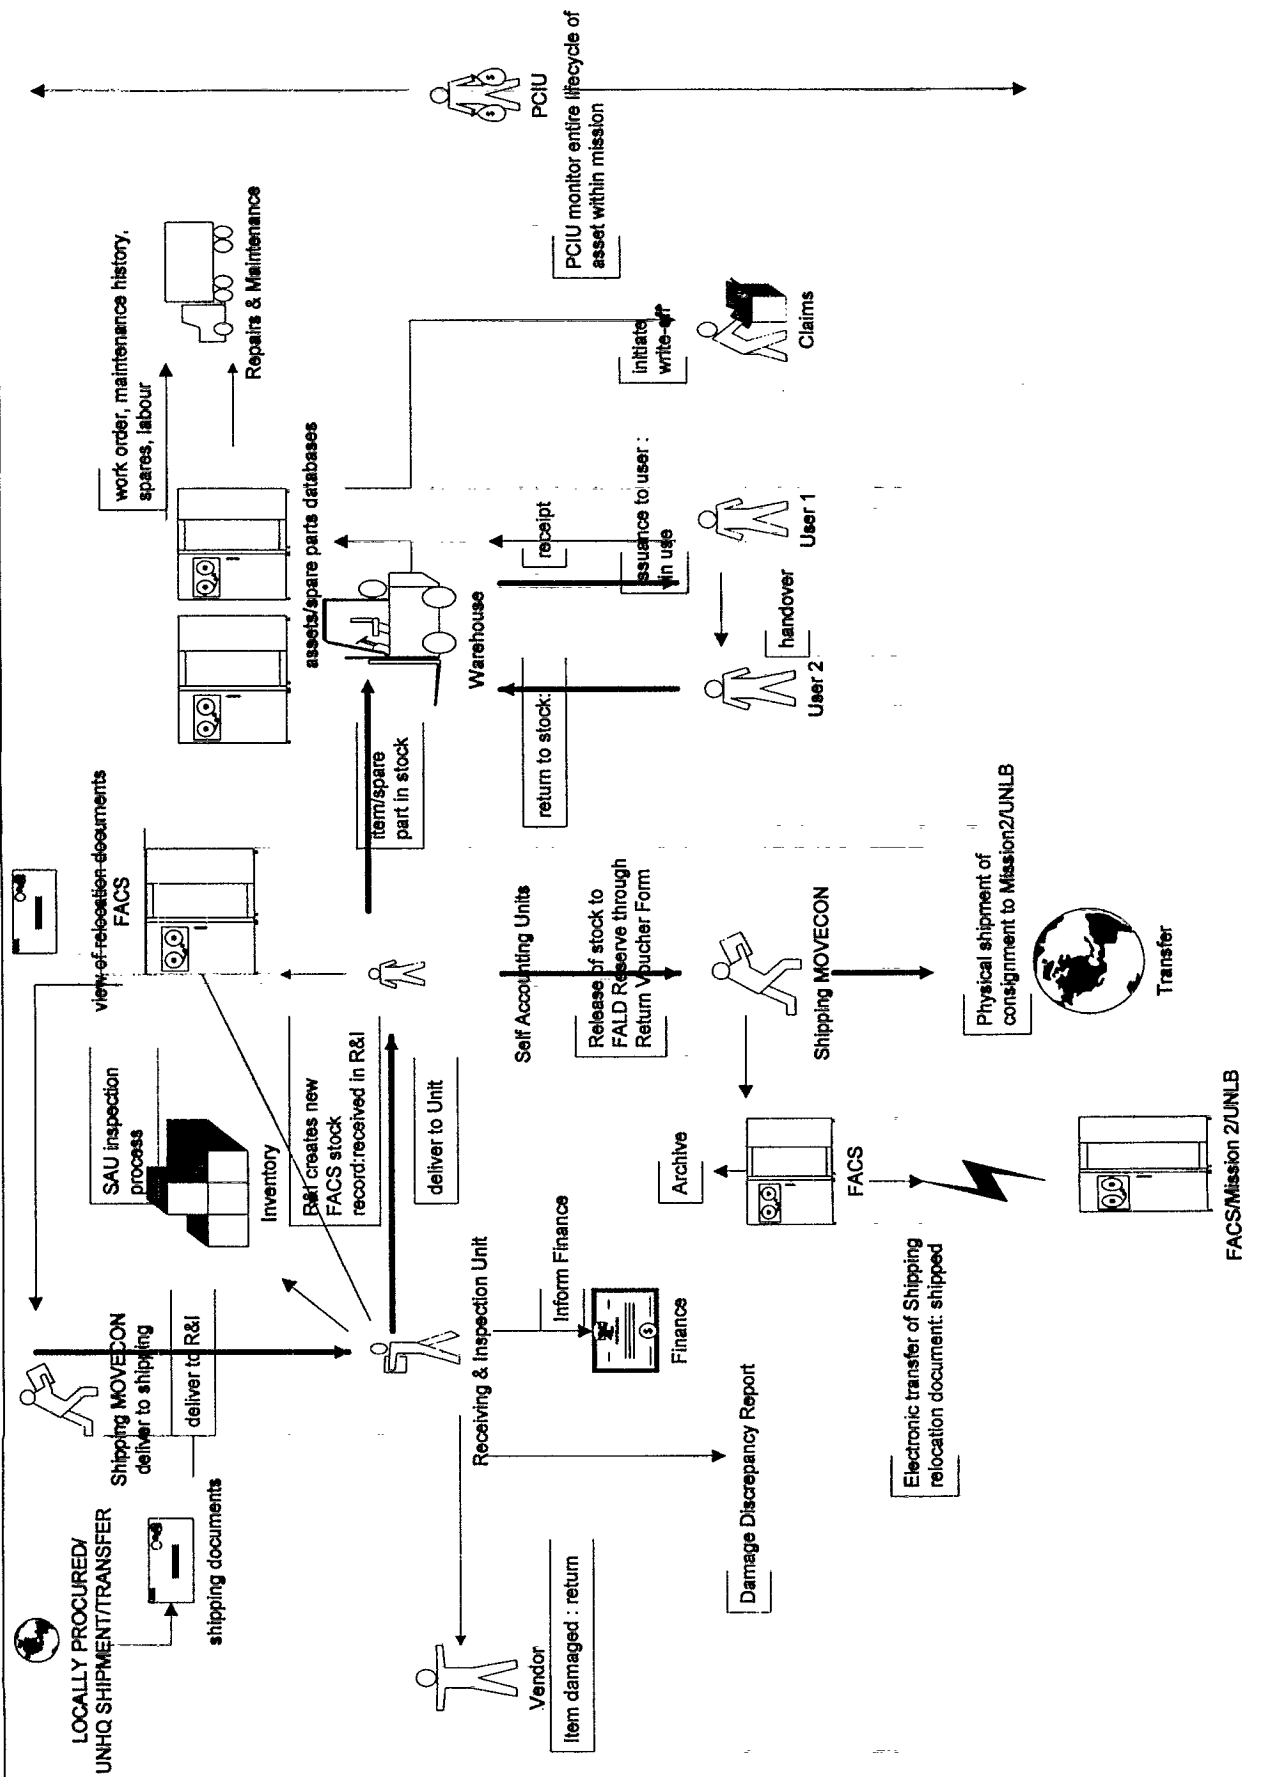 LOCALLY PROCURED/
UNHQ SHIPMENT/TRANSFER
shipping documents
Shipping MOVECON
deliver to shipping
deliver to R&I
view of relocation documents
FACS
SAU inspection
process
Inventory
R&I creates new
FACS stock
record:received in R&I
deliver to Unit
work order, maintenance history,
spares, labour
Repairs & Maintenance
assets/spare parts databases
item/spare
part in stock
Warehouse
receipt
return to stock:
issuance to user :
in use
initiate
write-off
Claims
User 1
handover
User 2
PCIU
PCIU monitor entire lifecycle of
asset within mission
Receiving & Inspection Unit
Inform Finance
Finance
Vendor
Item damaged : return
Damage Discrepancy Report
Self Accounting Units
Release of stock to
FALD Reserve through
Return Voucher Form
Shipping MOVECON
Archive
FACS
Physical shipment of
consignment to Mission2/UNLB
Transfer
Electronic transfer of Shipping
relocation document: shipped
FACS/Mission 2/UNLB